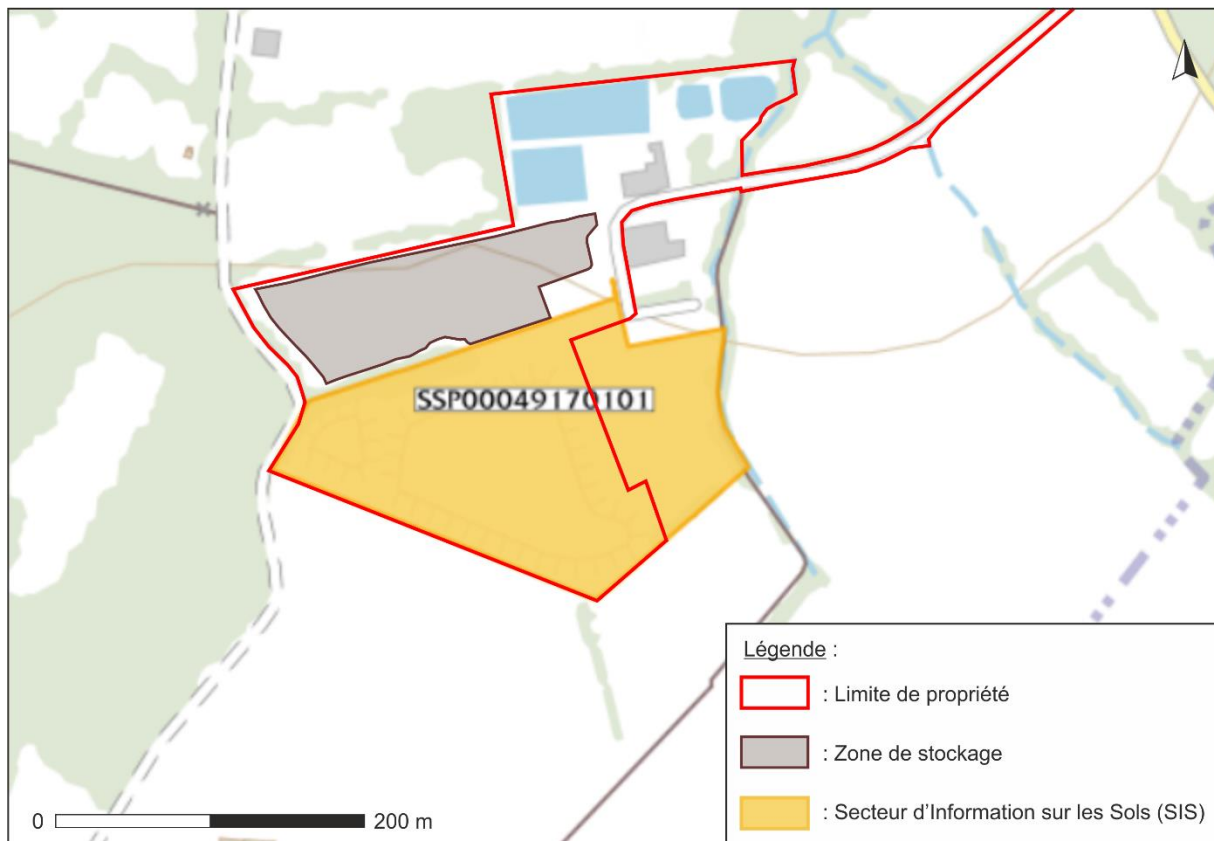 SSP00049170101
Légende :
: Limite de propriété
: Zone de stockage
: Secteur d'Information sur les Sols (SIS)
0 200 m